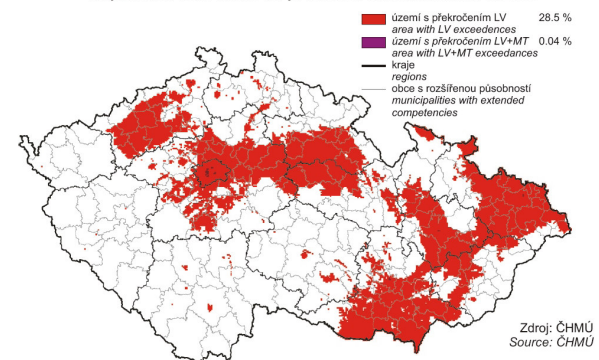 území s překročením LV 28.5 %
area with LV exceedences
území s překročením LV+MT 0.04 %
area with LV+MT exceedances
kraje
regions
obce s rozšířenou působností
municipalities with extended
competencies
Zdroj: ČHMÚ
Source: ČHMÚ